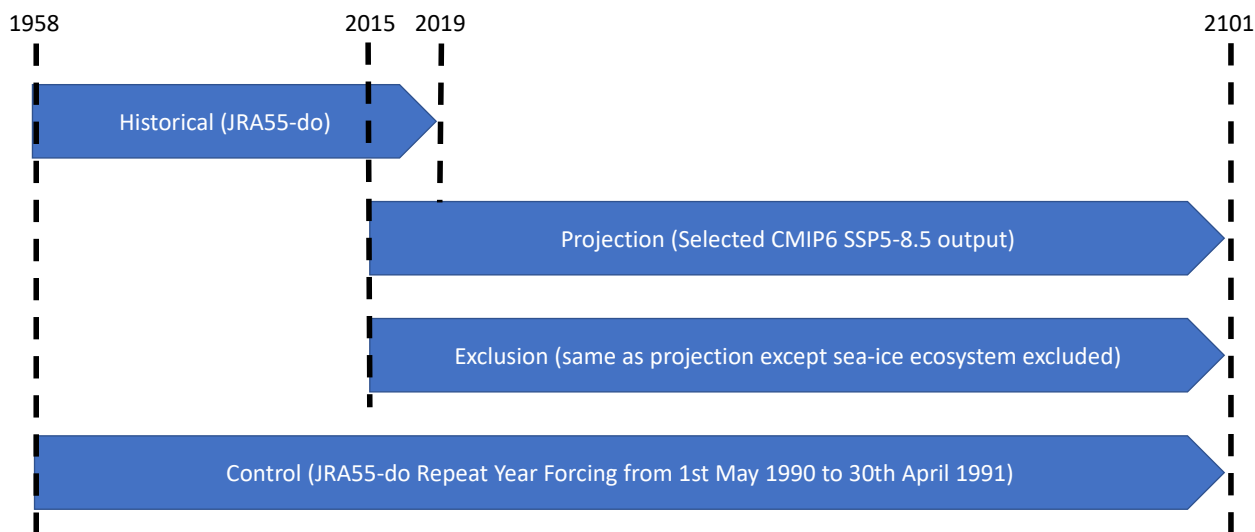 1958 2015 2019 2101
Historical (JRA55-do)
Projection (Selected CMIP6 SSP5-8.5 output)
Exclusion (same as projection except sea-ice ecosystem excluded)
Control (JRA55-do Repeat Year Forcing from 1st May 1990 to 30th April 1991)